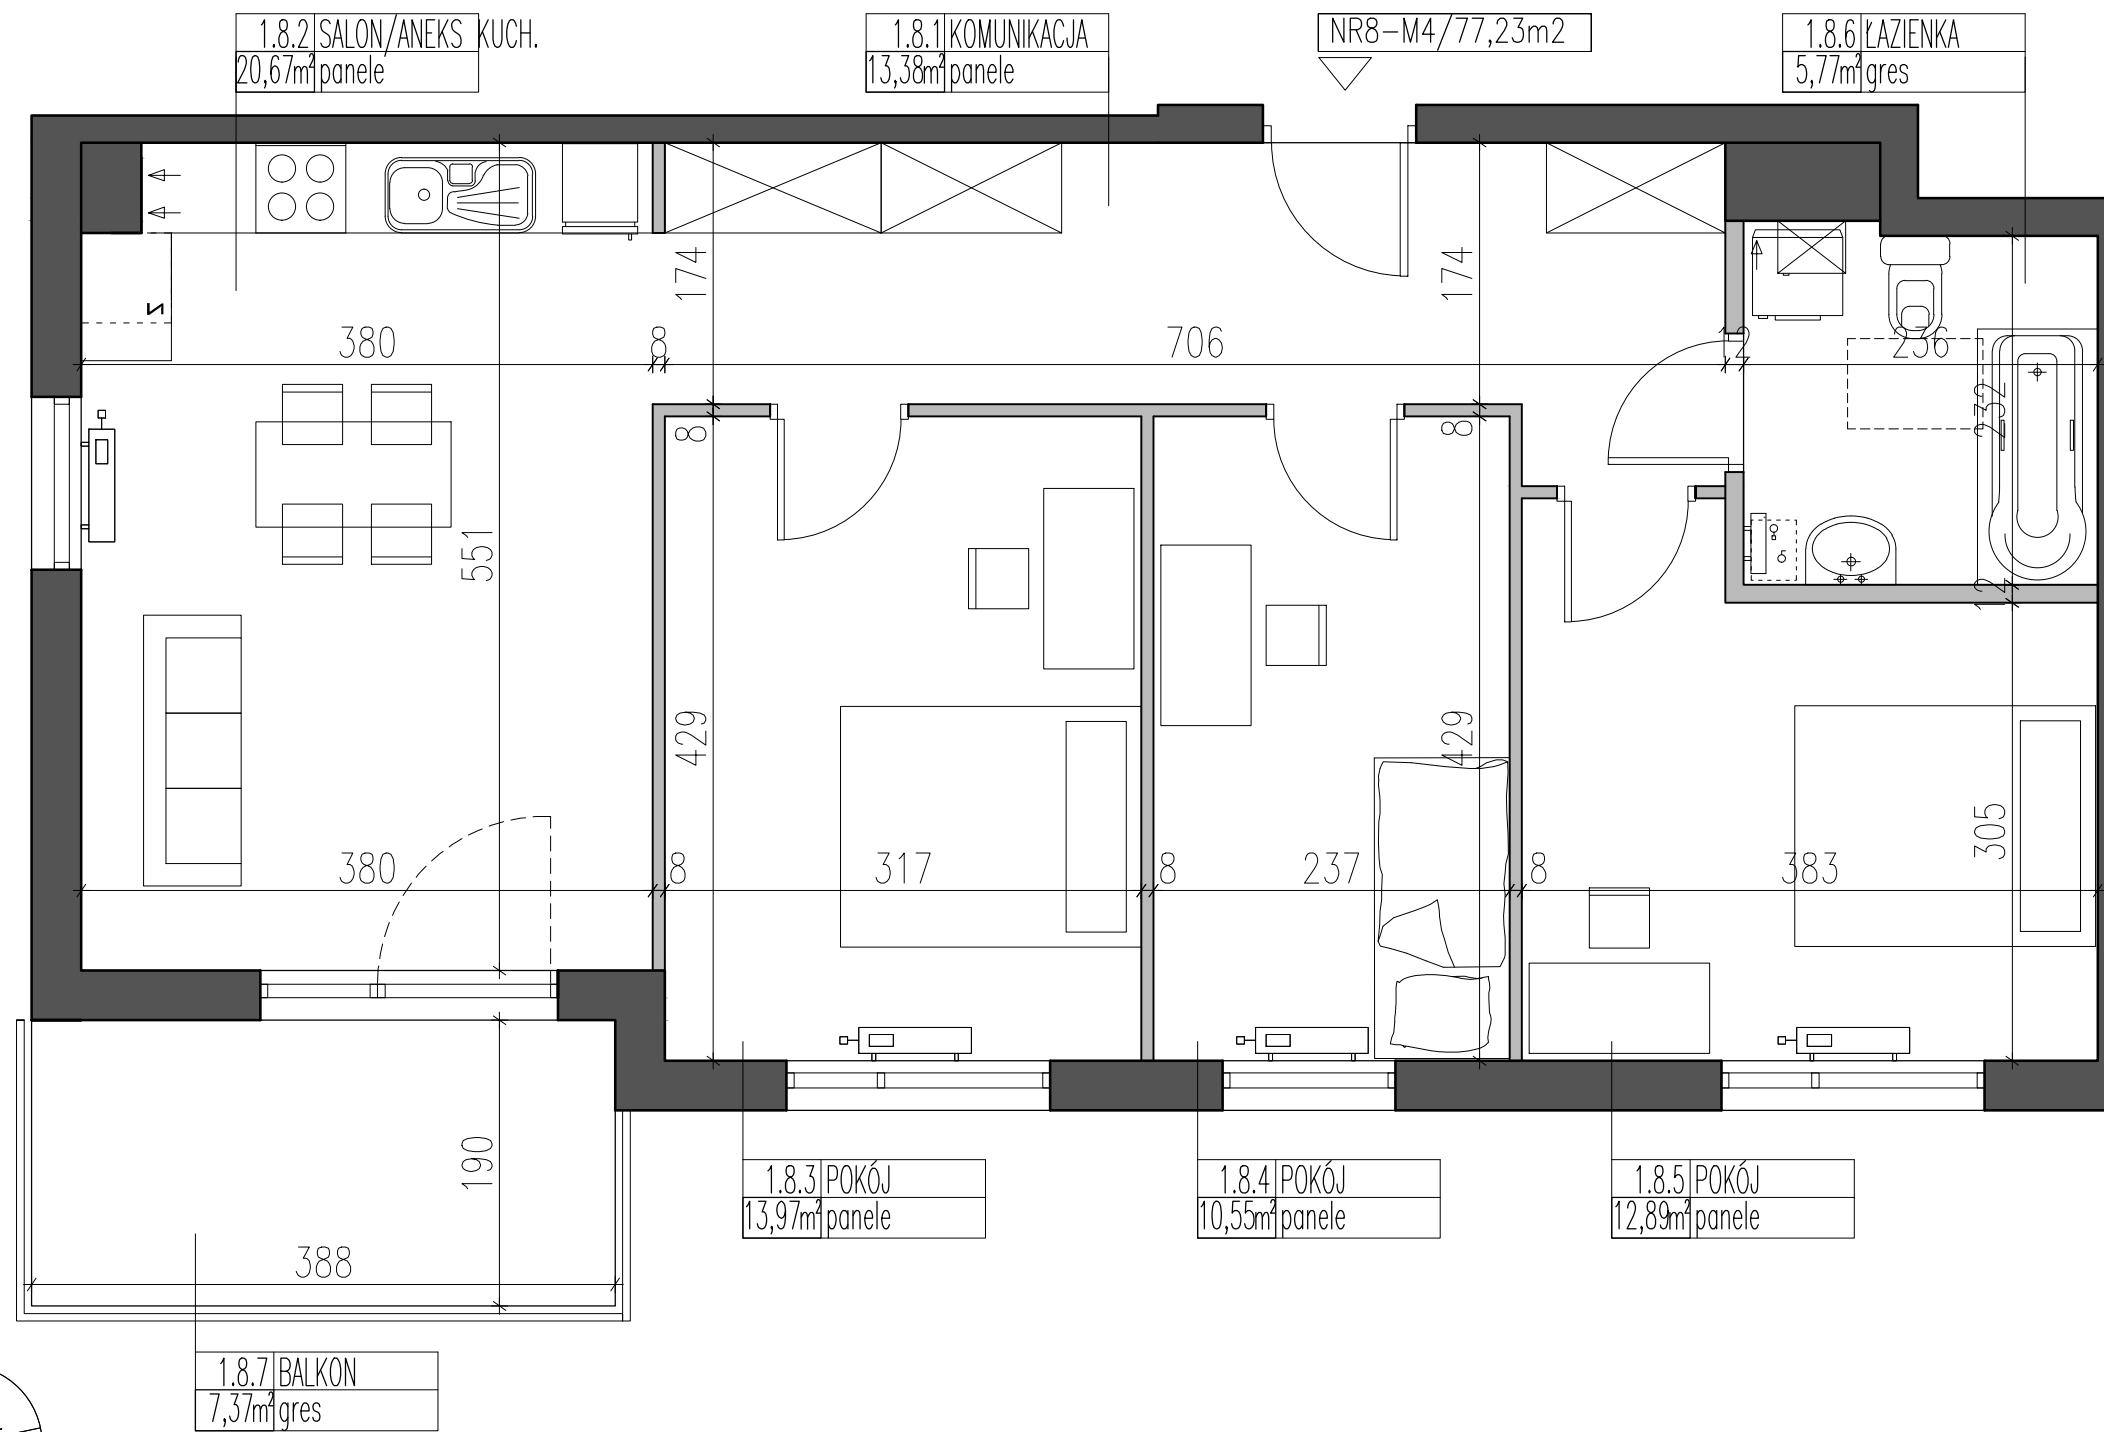 1.8.2 SALON/ANEKS KUCH.
20,67m² panele
1.8.1 KOMUNIKACJA
13,38m² panele
NR8-M4/77,23m2
1.8.6 ŁAZIENKA
5,77m² gres
174
174
380
8
706
12
236
232
8
8
551
12
429
429
305
380
8
317
8
237
8
383
190
1.8.3 POKÓJ
13,97m² panele
1.8.4 POKÓJ
10,55m² panele
1.8.5 POKÓJ
12,89m² panele
388
1.8.7 BALKON
7,37m² gres